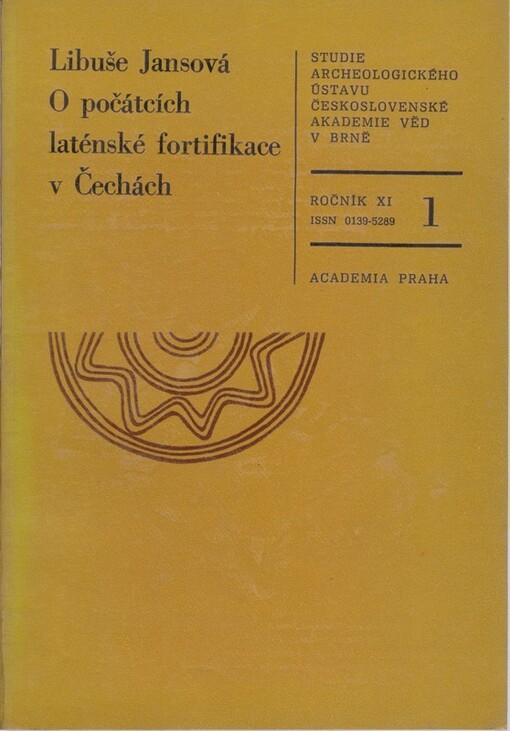 Libuše Jansová
O počátcích
laténské fortifikace
v Čechách
STUDIE
ARCHEOLOGICKÉHO
ÚSTAVU
ČESKOSLOVENSKÉ
AKADEMIE VĚD
V BRNĚ
ROČNÍK XI
ISSN 0139-5289
1
ACADEMIA PRAHA